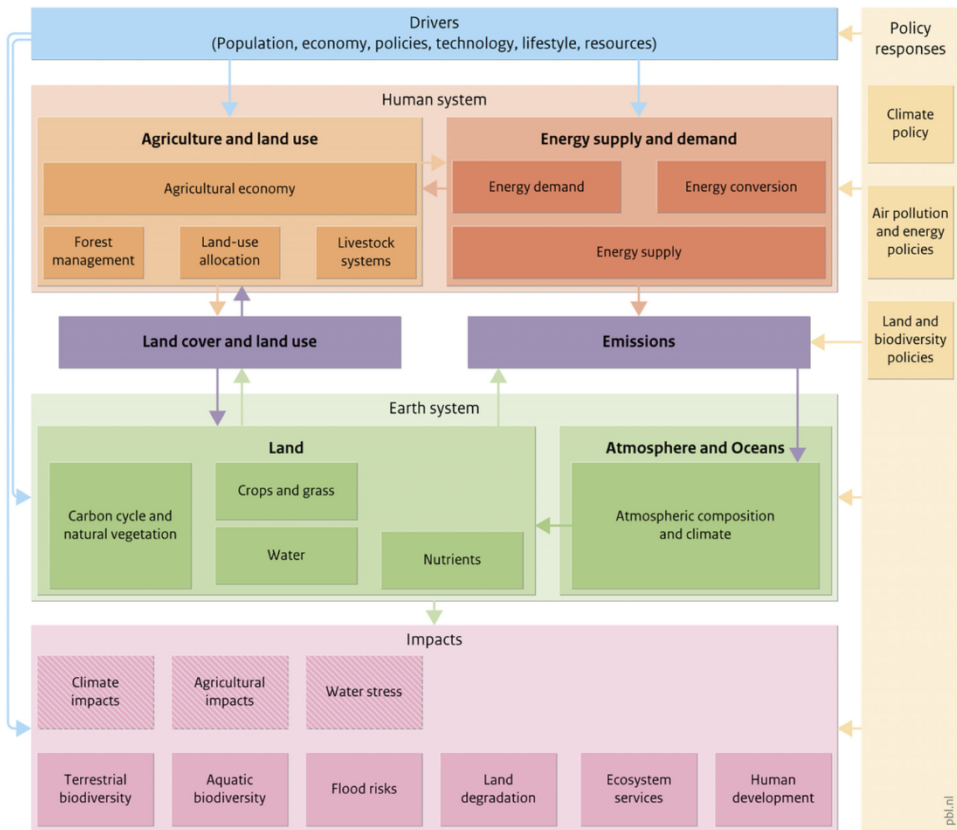 Drivers
(Population, economy, policies, technology, lifestyle, resources)
Policy
responses
Human system
Agriculture and land use
Agricultural economy
Forest
management
Land-use
allocation
Livestock
systems
Energy supply and demand
Energy demand
Energy conversion
Energy supply
Climate
policy
Air pollution
and energy
policies
Land and
biodiversity
policies
Land cover and land use
Emissions
Earth system
Land
Carbon cycle and
natural vegetation
Crops and grass
Water
Nutrients
Atmosphere and Oceans
Atmospheric composition
and climate
Impacts
Climate
impacts
Agricultural
impacts
Water stress
Terrestrial
biodiversity
Aquatic
biodiversity
Flood risks
Land
degradation
Ecosystem
services
Human
development
pbl.nl